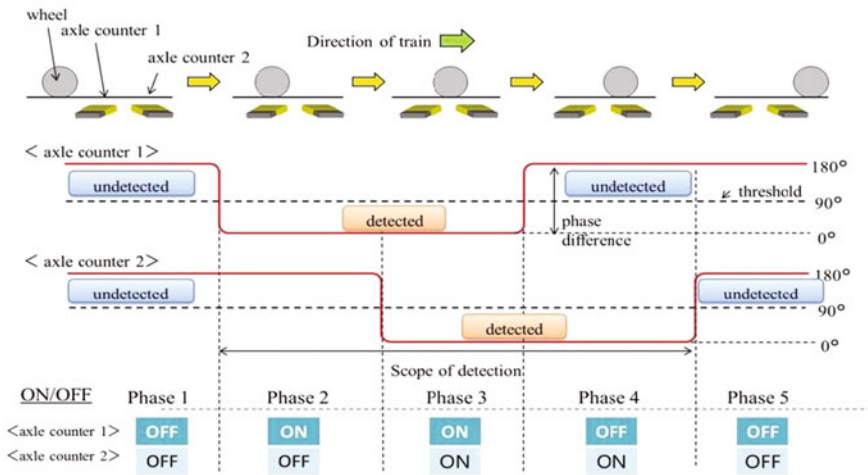 wheel
axle counter 1
axle counter 2
Direction of train
< axle counter 1>
180°
undetected
undetected
threshold
90°
detected
phase
difference
0°
< axle counter 2>
180°
undetected
undetected
90°
detected
0°
Scope of detection
ON/OFF Phase 1 Phase 2 Phase 3 Phase 4 Phase 5
<axle counter 1> OFF ON ON OFF OFF
<axle counter 2> OFF OFF ON ON OFF